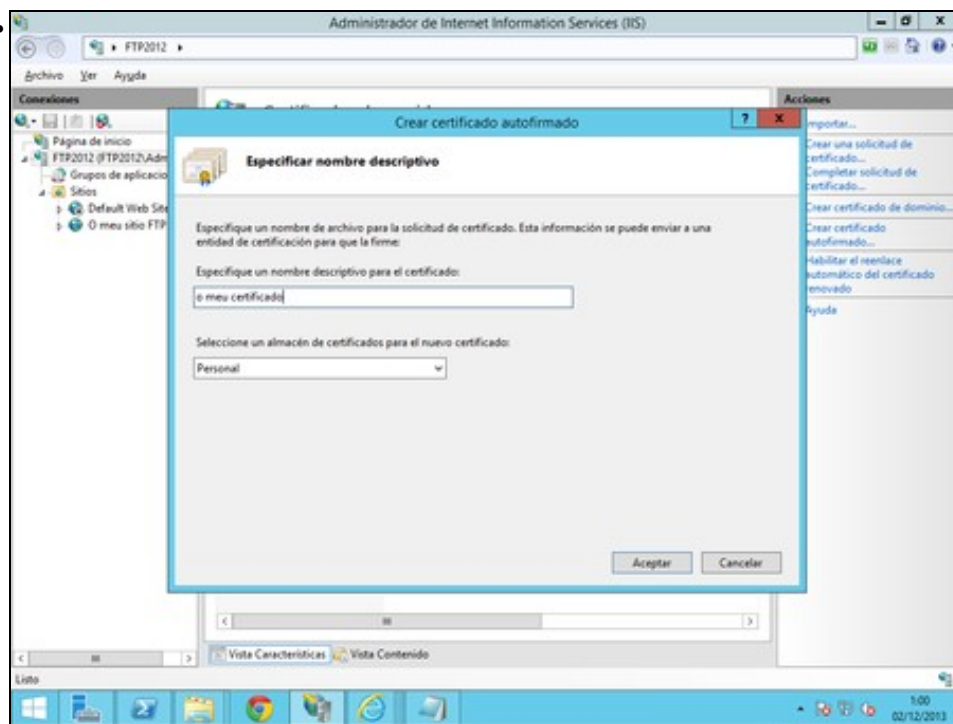 Administrador de Internet Information Services (IIS)
FTP2012
Archivo Ver Ayuda
Conexiones
Página de inicio
FTP2012 (FTP2012\Adm
Grupos de aplicacio
Sitios
Default Web Site
O meu sitio FTP
Crear certificado autofirmado
Especificar nombre descriptivo
Especifique un nombre de archivo para la solicitud de certificado. Esta información se puede enviar a una
entidad de certificación para que la firme:
Especifique un nombre descriptivo para el certificado:
o meu certificado
Seleccione un almacén de certificados para el nuevo certificado:
Personal
Aceptar Cancelar
Acciones
mportar...
Crear una solicitud de
certificado...
Completar solicitud de
certificado...
Crear certificado de dominio...
Crear certificado
autofirmado...
Habilitar el reenlace
automático del certificado
renovado
Ayuda
Vista Características Vista Contenido
Listo
1:00
02/12/2013